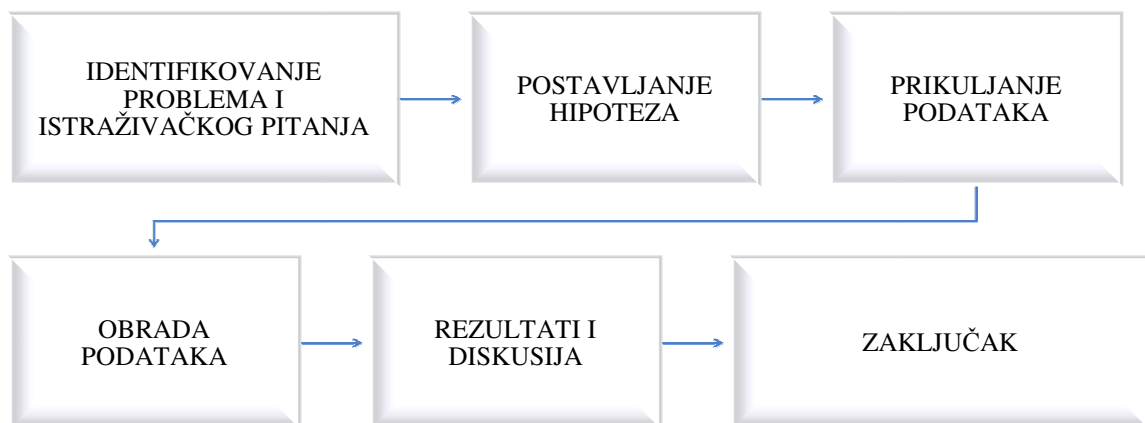 IDENTIFIKOVANJE
PROBLEMA I
ISTRAŽIVAČKOG PITANJA
POSTAVLJANJE
HIPOTEZA
PRIKULJANJE
PODATAKA
OBRADA
PODATAKA
REZULTATI I
DISKUSIJA
ZAKLJUČAK